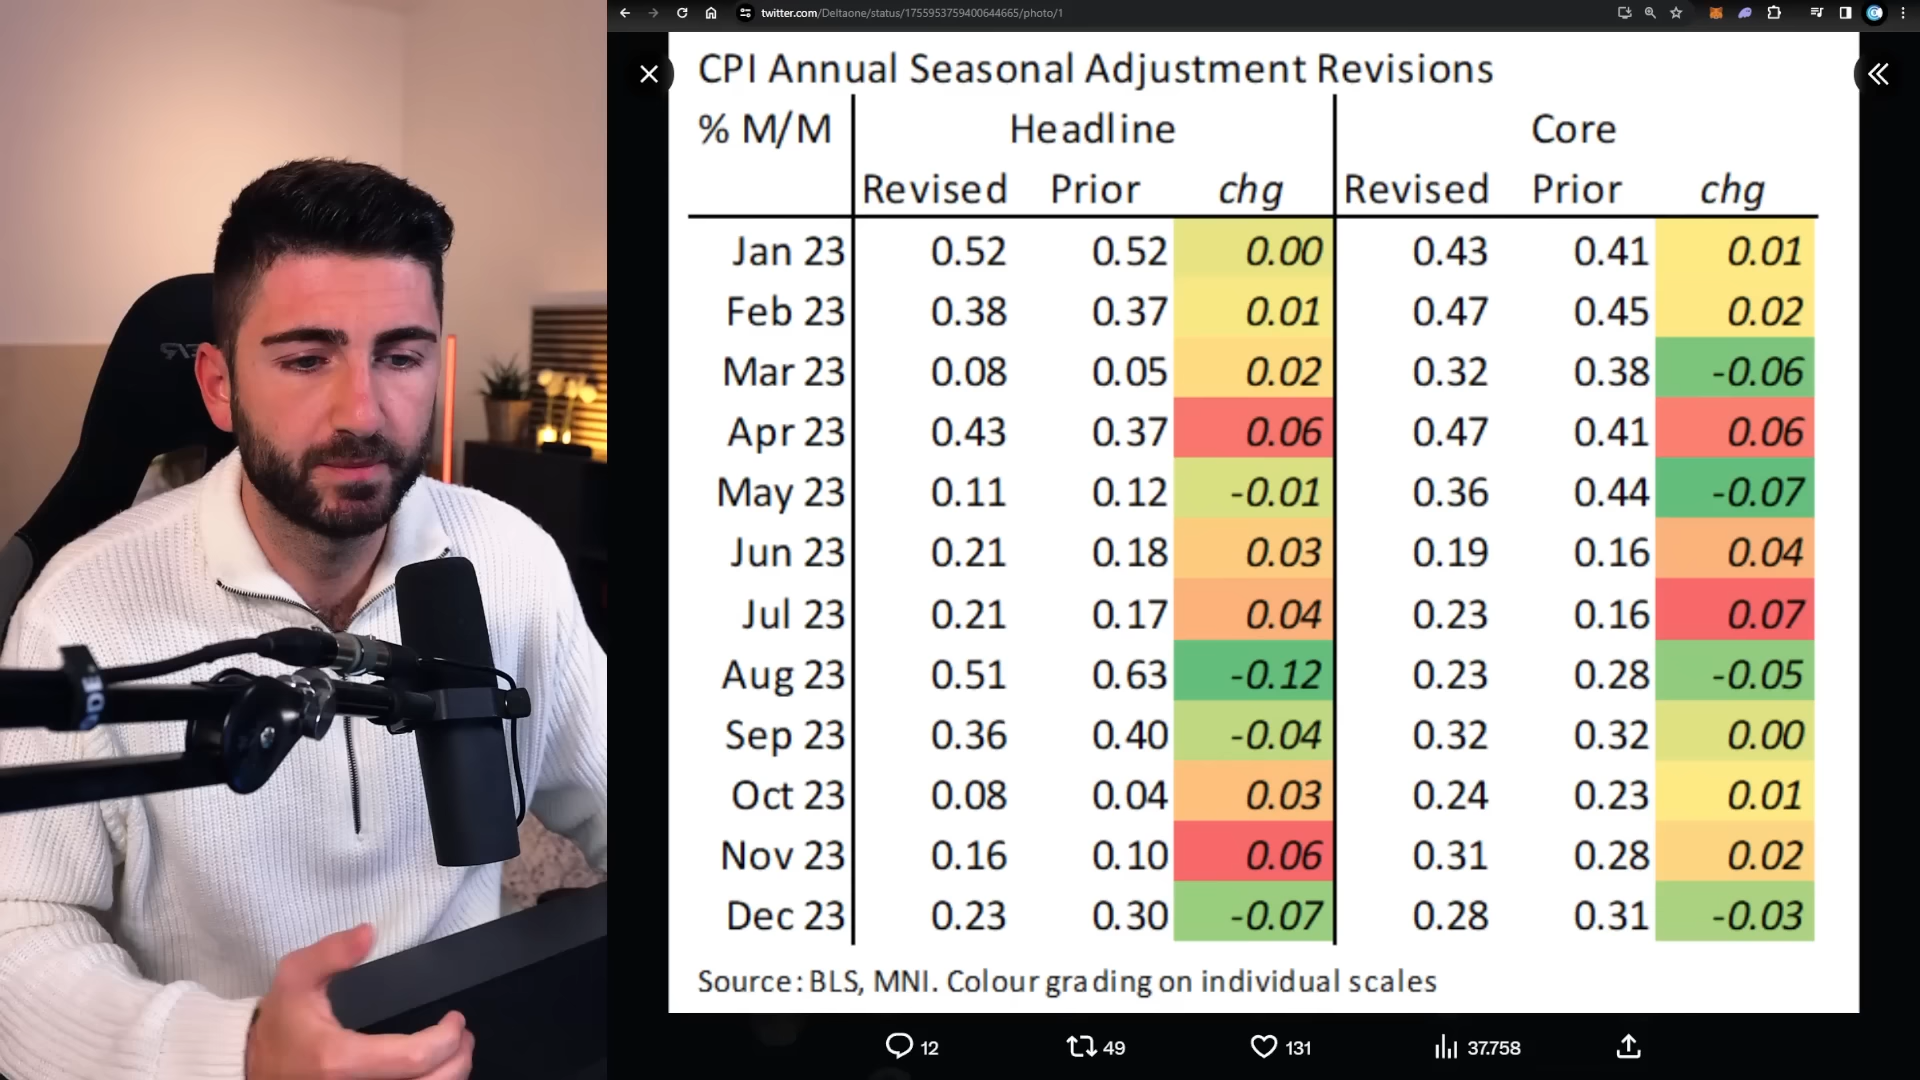 twitter.com/Deltaone/status/1755953759400644665/photo/1
CPI Annual Seasonal Adjustment Revisions
% M/M Headline Core
Revised Prior chg Revised Prior chg
Jan 23 0.52 0.52 0.00 0.43 0.41 0.01
Feb 23 0.38 0.37 0.01 0.47 0.45 0.02
Mar 23 0.08 0.05 0.02 0.32 0.38 -0.06
Apr 23 0.43 0.37 0.06 0.47 0.41 0.06
May 23 0.11 0.12 -0.01 0.36 0.44 -0.07
Jun 23 0.21 0.18 0.03 0.19 0.16 0.04
Jul 23 0.21 0.17 0.04 0.23 0.16 0.07
Aug 23 0.51 0.63 -0.12 0.23 0.28 -0.05
Sep 23 0.36 0.40 -0.04 0.32 0.32 0.00
Oct 23 0.08 0.04 0.03 0.24 0.23 0.01
Nov 23 0.16 0.10 0.06 0.31 0.28 0.02
Dec 23 0.23 0.30 -0.07 0.28 0.31 -0.03
Source: BLS, MNI. Colour grading on individual scales
12 49 131 37.758